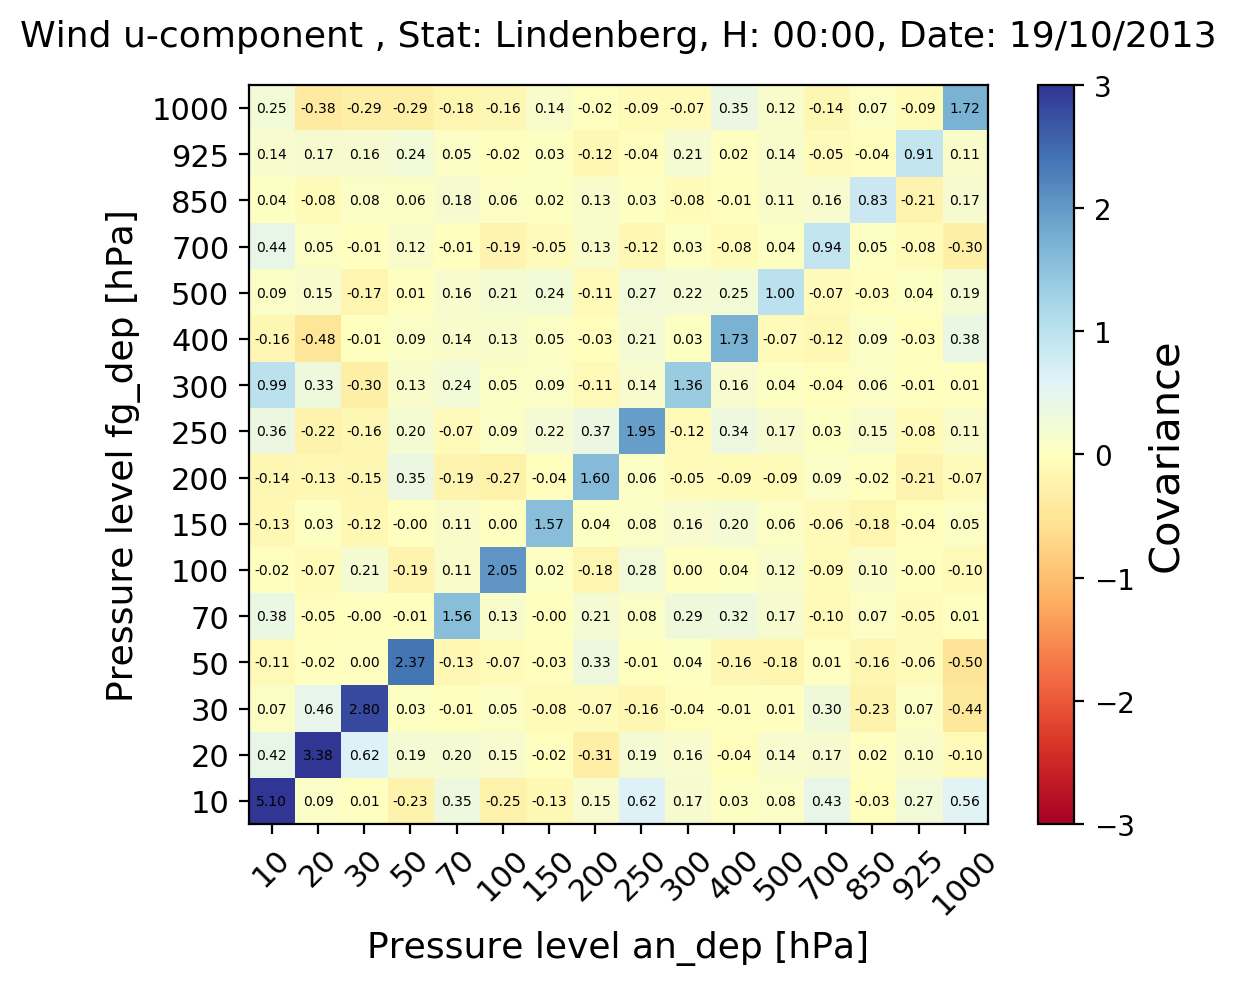 Wind u-component , Stat: Lindenberg, H: 00:00, Date: 19/10/2013
1000 0.25 -0.38 -0.29 -0.29 -0.18 -0.16 0.14 -0.02 -0.09 -0.07 0.35 0.12 -0.14 0.07 -0.09 1.72
925 0.14 0.17 0.16 0.24 0.05 -0.02 0.03 -0.12 -0.04 0.21 0.02 0.14 -0.05 -0.04 0.91 0.11
850 0.04 -0.08 0.08 0.06 0.18 0.06 0.02 0.13 0.03 -0.08 -0.01 0.11 0.16 0.83 -0.21 0.17
700 0.44 0.05 -0.01 0.12 -0.01 -0.19 -0.05 0.13 -0.12 0.03 -0.08 0.04 0.94 0.05 -0.08 -0.30
500 0.09 0.15 -0.17 0.01 0.16 0.21 0.24 -0.11 0.27 0.22 0.25 1.00 -0.07 -0.03 0.04 0.19
400 -0.16 -0.48 -0.01 0.09 0.14 0.13 0.05 -0.03 0.21 0.03 1.73 -0.07 -0.12 0.09 -0.03 0.38
300 0.99 0.33 -0.30 0.13 0.24 0.05 0.09 -0.11 0.14 1.36 0.16 0.04 -0.04 0.06 -0.01 0.01
250 0.36 -0.22 -0.16 0.20 -0.07 0.09 0.22 0.37 1.95 -0.12 0.34 0.17 0.03 0.15 -0.08 0.11
200 -0.14 -0.13 -0.15 0.35 -0.19 -0.27 -0.04 1.60 0.06 -0.05 -0.09 -0.09 0.09 -0.02 -0.21 -0.07
150 -0.13 0.03 -0.12 -0.00 0.11 0.00 1.57 0.04 0.08 0.16 0.20 0.06 -0.06 -0.18 -0.04 0.05
100 -0.02 -0.07 0.21 -0.19 0.11 2.05 0.02 -0.18 0.28 0.00 0.04 0.12 -0.09 0.10 -0.00 -0.10
70 0.38 -0.05 -0.00 -0.01 1.56 0.13 -0.00 0.21 0.08 0.29 0.32 0.17 -0.10 0.07 -0.05 0.01
50 -0.11 -0.02 0.00 2.37 -0.13 -0.07 -0.03 0.33 -0.01 0.04 -0.16 -0.18 0.01 -0.16 -0.06 -0.50
30 0.07 0.46 2.80 0.03 -0.01 0.05 -0.08 -0.07 -0.16 -0.04 -0.01 0.01 0.30 -0.23 0.07 -0.44
20 0.42 3.38 0.62 0.19 0.20 0.15 -0.02 -0.31 0.19 0.16 -0.04 0.14 0.17 0.02 0.10 -0.10
10 5.10 0.09 0.01 -0.23 0.35 -0.25 -0.13 0.15 0.62 0.17 0.03 0.08 0.43 -0.03 0.27 0.56
10 20 30 50 70 100 150 200 250 300 400 500 700 850 925 1000
Pressure level an_dep [hPa]
Pressure level fg_dep [hPa]
3
2
1
0
−1
−2
−3
Covariance